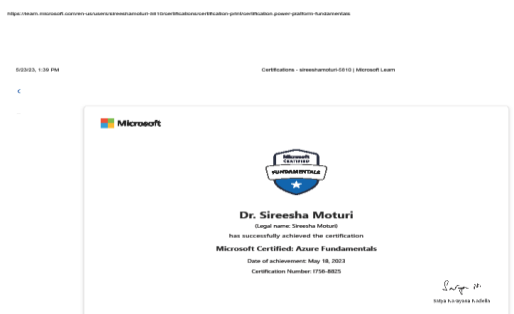 https://learn.microsoft.com/en-us/users/sireeshamoturi-6810/certifications/certification-print/certification.power-platform-fundamentals
5/23/23, 1:39 PM
Certifications - sireeshamoturi-6810 | Microsoft Learn
Microsoft
Microsoft
CERTIFIED
FUNDAMENTALS
Dr. Sireesha Moturi
(Legal name: Sireesha Moturi)
has successfully achieved the certification
Microsoft Certified: Azure Fundamentals
Date of achievement: May 18, 2023
Certification Number: I756-8825
Satya Narayana Nadella